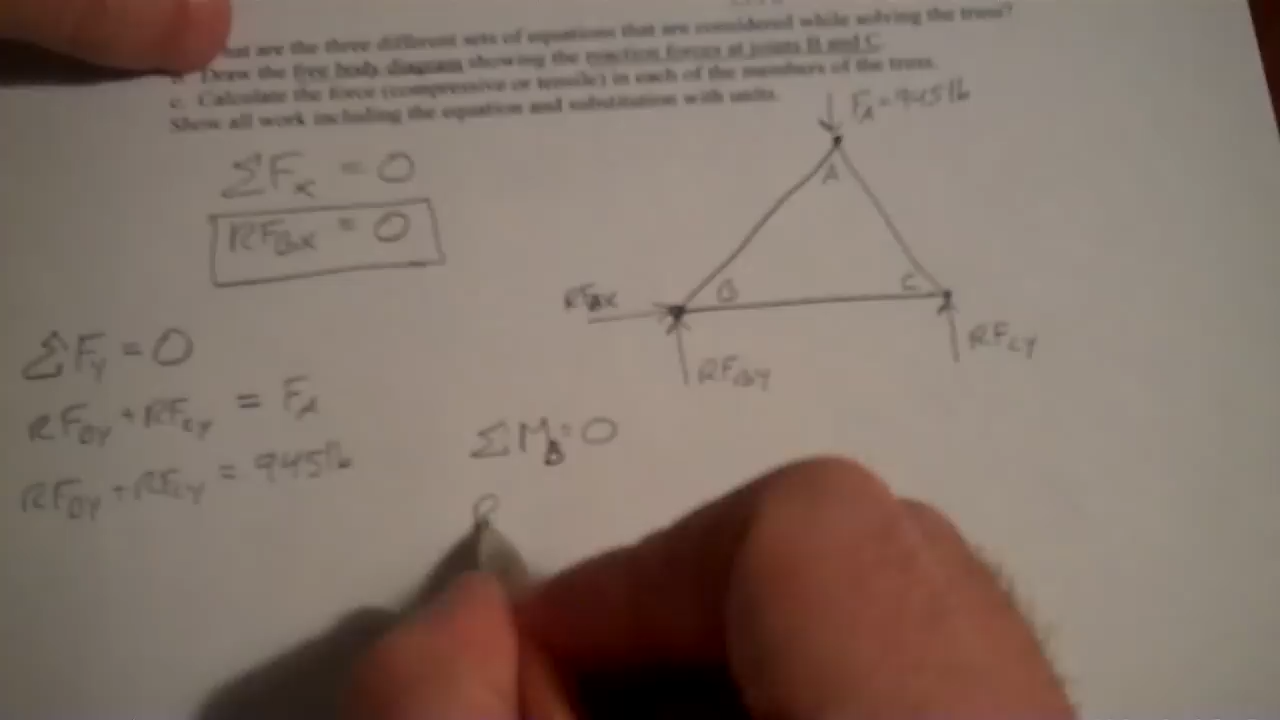 hat are the three different sets of equations that are considered while solving the truss?
Draw the free body diagram showing the reaction forces at joints B and C.
c. Calculate the force (compressive or tensile) in each of the members of the truss.
Show all work including the equation and substitution with units.
ΣFx = 0
RFBX = 0
FA=945lb
A
B
C
RFBX
RFBY
RFCY
ΣFY = 0
RFBY + RFCY = FA
RFBY + RFCY = 945lb
ΣMB=0
R